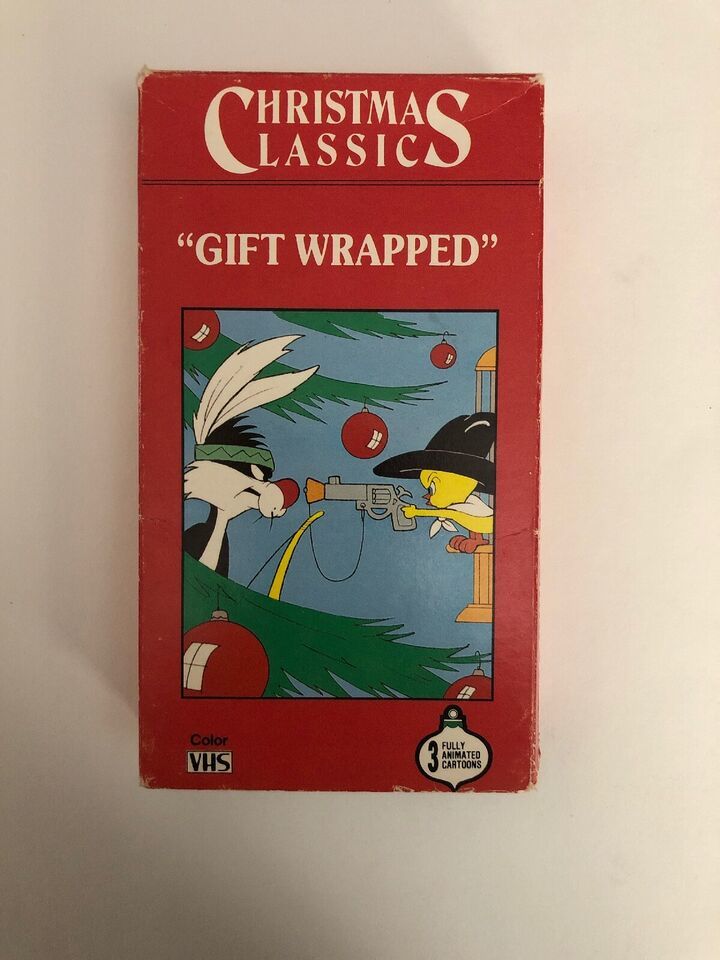 CHRISTMAS
CLASSICS
“GIFT WRAPPED”
Color
VHS
3 FULLY
ANIMATED
CARTOONS